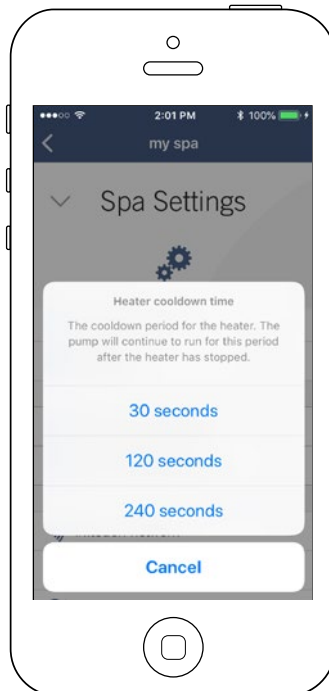 2:01 PM
100%
my spa
Spa Settings
Heater cooldown time
The cooldown period for the heater. The
pump will continue to run for this period
after the heater has stopped.
30 seconds
120 seconds
240 seconds
Cancel